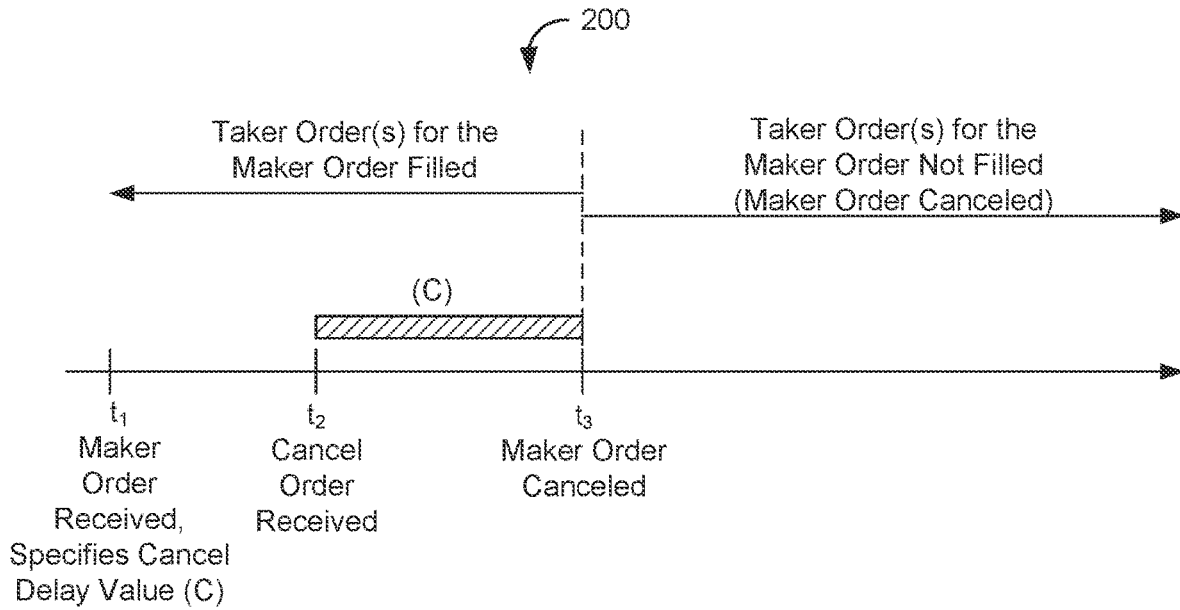 200
Taker Order(s) for the
Maker Order Filled
Taker Order(s) for the
Maker Order Not Filled
(Maker Order Canceled)
(C)
t₁
Maker
Order
Received,
Specifies Cancel
Delay Value (C)
t₂
Cancel
Order
Received
t₃
Maker Order
Canceled